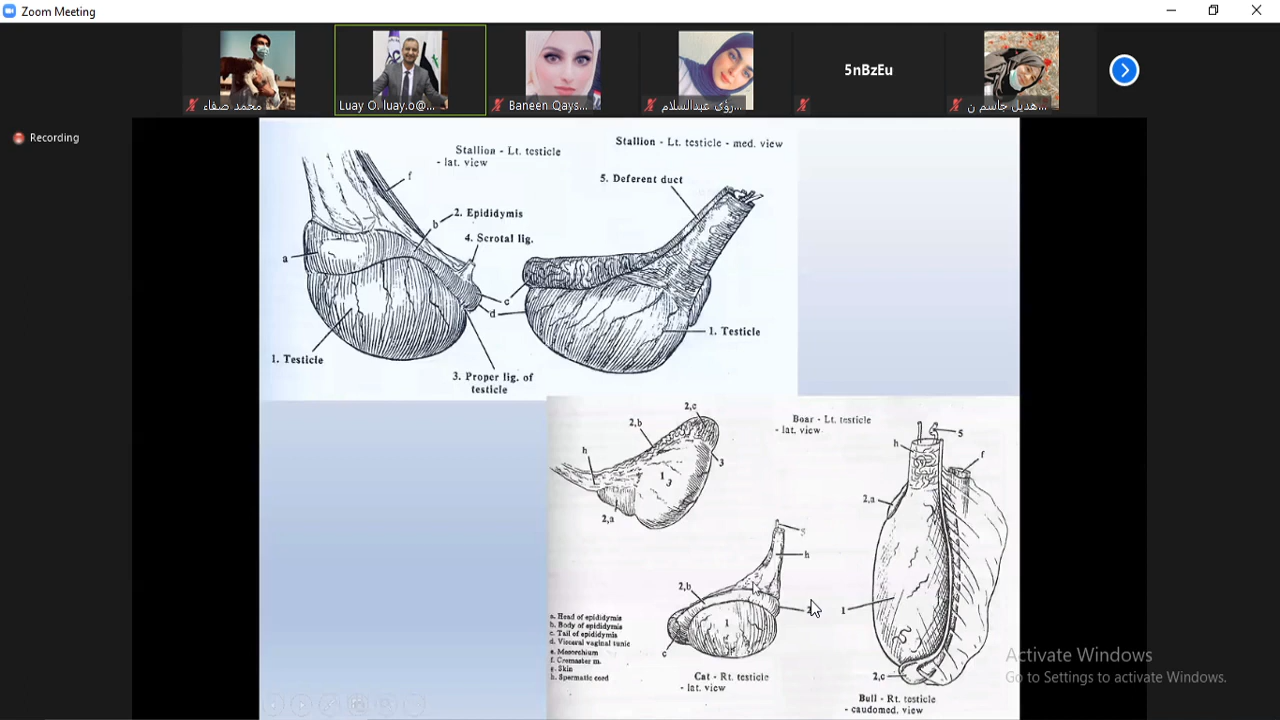 Zoom Meeting
محمد صفاء
Luay O. luay.o@...
Baneen Qays...
رؤى عبدالسلام...
5nBzEu
هديل جاسم ن...
Recording
Stallion - Lt. testicle
- lat. view
Stallion - Lt. testicle - med. view
f
5. Deferent duct
b
2. Epididymis
4. Scrotal lig.
a
c
d
1. Testicle
1. Testicle
3. Proper lig. of
testicle
2,c
2,b
Boar - Lt. testicle
- lat. view
h
3
1
2,a
h
5
f
2,a
1
2,c
5
h
2,b
1
2
c
a. Head of epididymis
b. Body of epididymis
c. Tail of epididymis
d. Visceral vaginal tunic
e. Mesorchium
f. Cremaster m.
g. Skin
h. Spermatic cord
Cat - Rt. testicle
- lat. view
Bull - Rt. testicle
- caudomed. view
Activate Windows
Go to Settings to activate Windows.